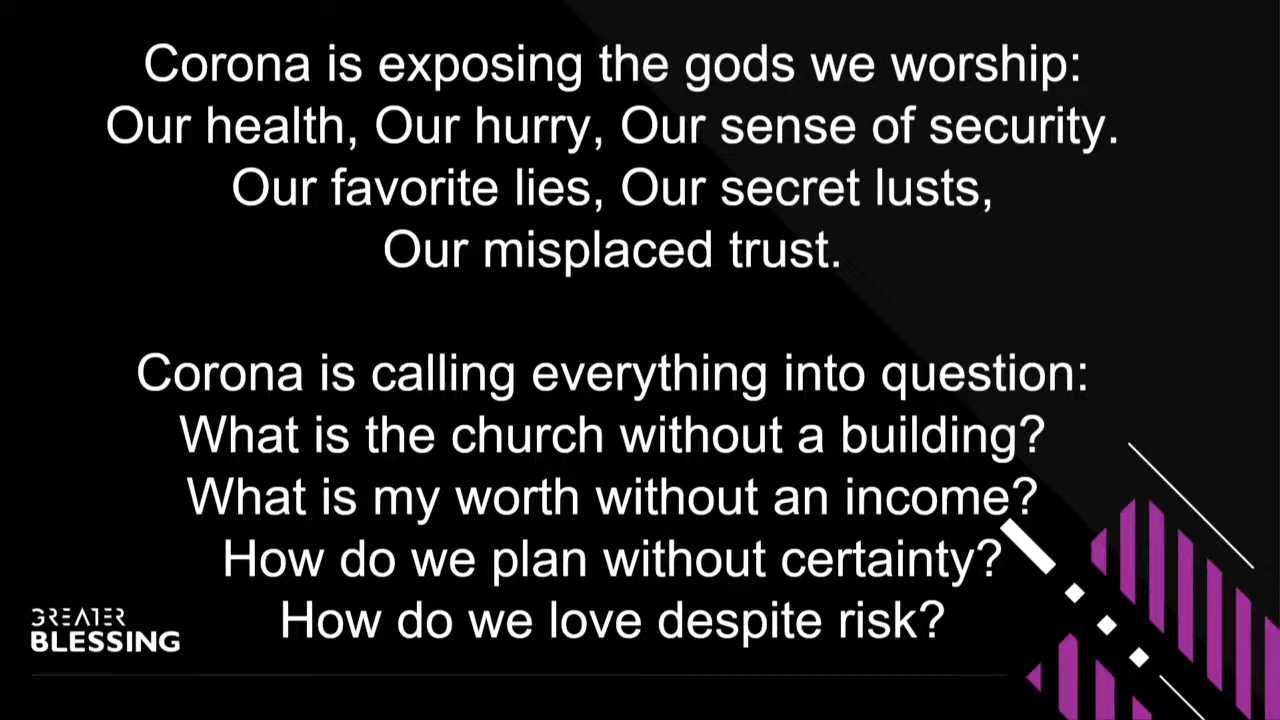 Corona is exposing the gods we worship:
Our health, Our hurry, Our sense of security.
Our favorite lies, Our secret lusts,
Our misplaced trust.
Corona is calling everything into question:
What is the church without a building?
What is my worth without an income?
How do we plan without certainty?
How do we love despite risk?
GREATER
BLESSING